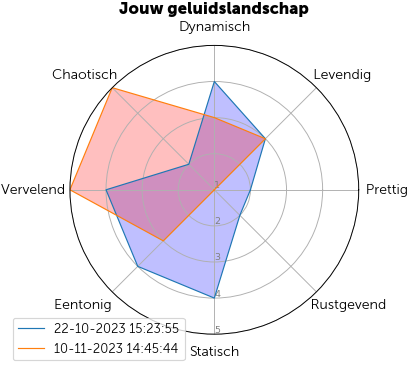 Jouw geluidslandschap
Dynamisch
Chaotisch
Levendig
Vervelend
1
Prettig
2
3
4
Eentonig
Rustgevend
5
22-10-2023 15:23:55
10-11-2023 14:45:44
Statisch